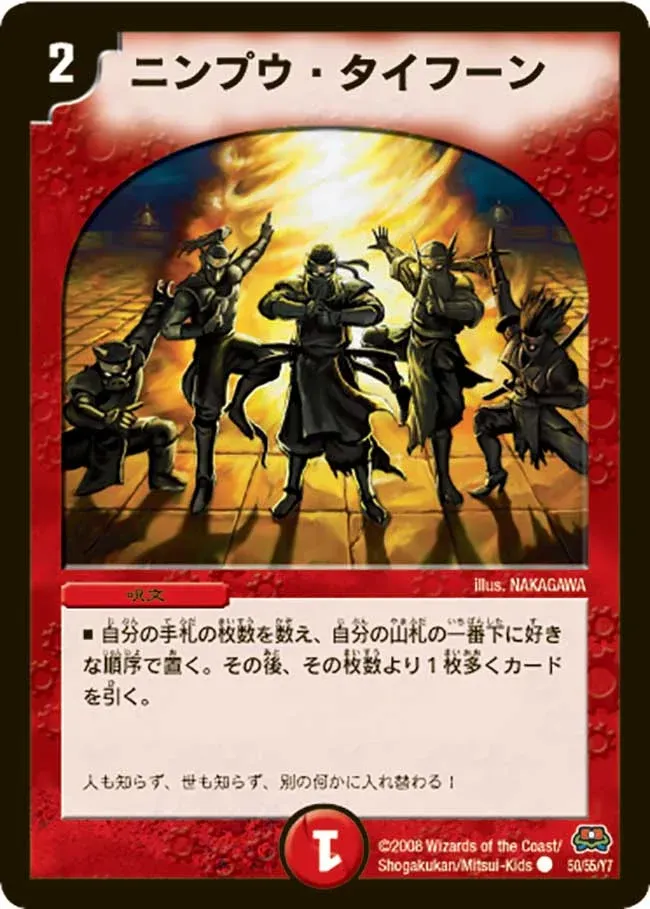 2
ニンプウ・タイフーン
illus. NAKAGAWA
呪文
■ 自分の手札の枚数を数え、自分の山札の一番下に好き
な順序で置く。その後、その枚数より1枚多くカード
を引く。
人も知らず、世も知らず、別の何かに入れ替わる!
1
©2008 Wizards of the Coast/
Shogakukan/Mitsui-Kids
50/55/Y7